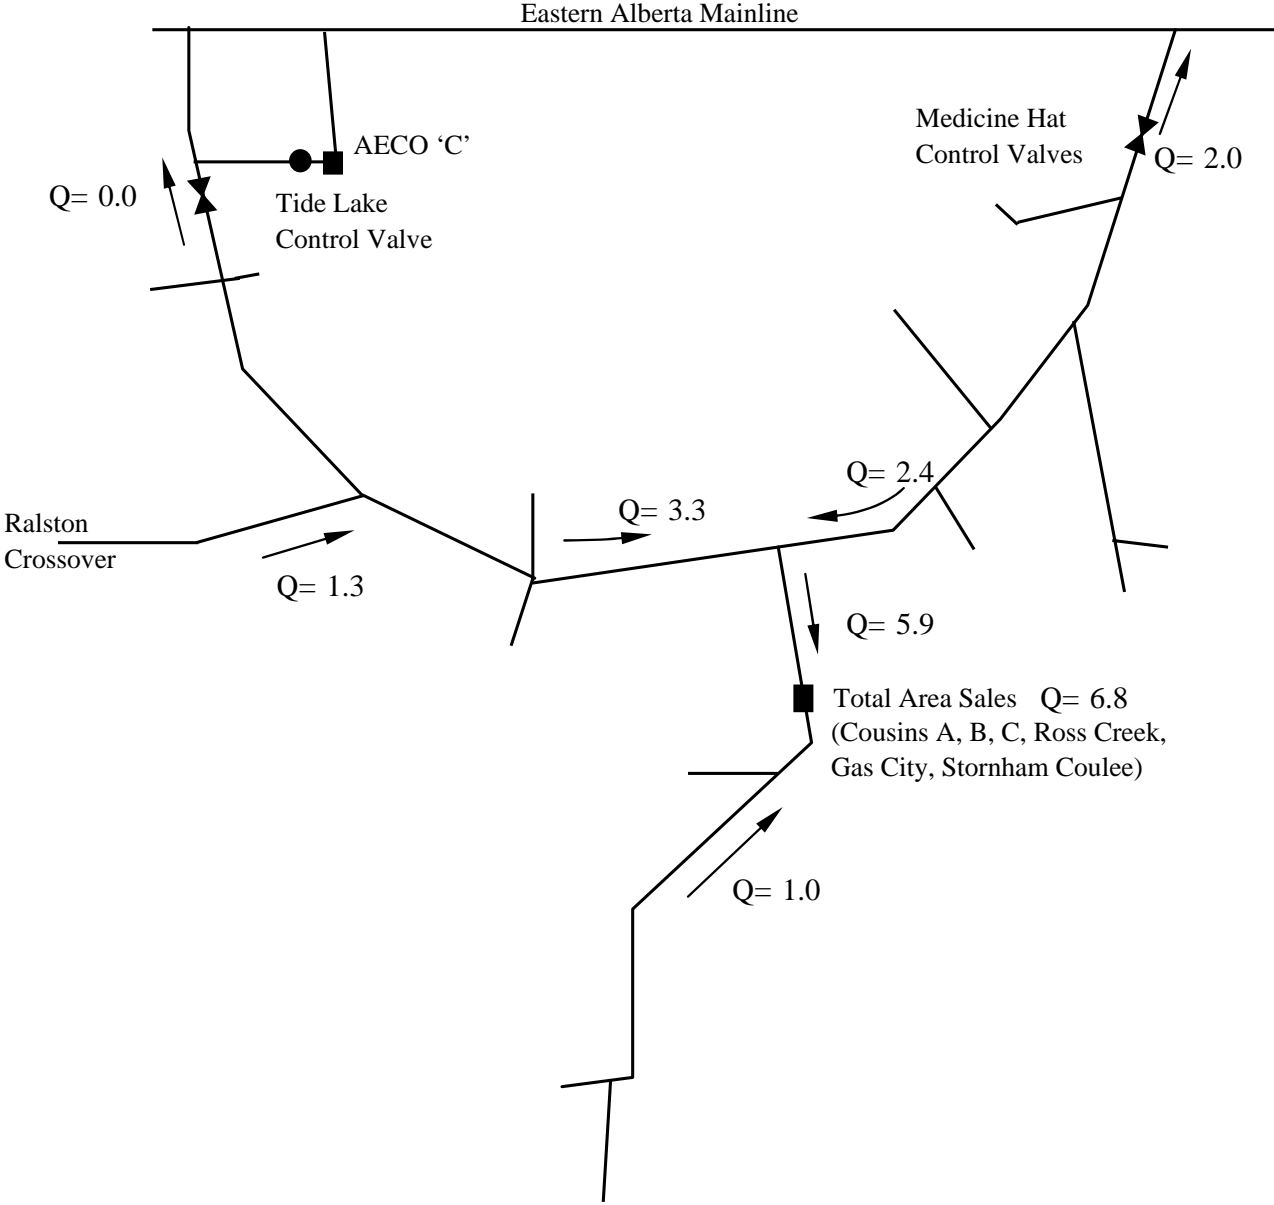 Eastern Alberta Mainline
AECO ‘C’
Medicine Hat
Control Valves
Q= 2.0
Q= 0.0
Tide Lake
Control Valve
Q= 2.4
Q= 3.3
Ralston
Crossover
Q= 1.3
Q= 5.9
Total Area Sales Q= 6.8
(Cousins A, B, C, Ross Creek,
Gas City, Stornham Coulee)
Q= 1.0